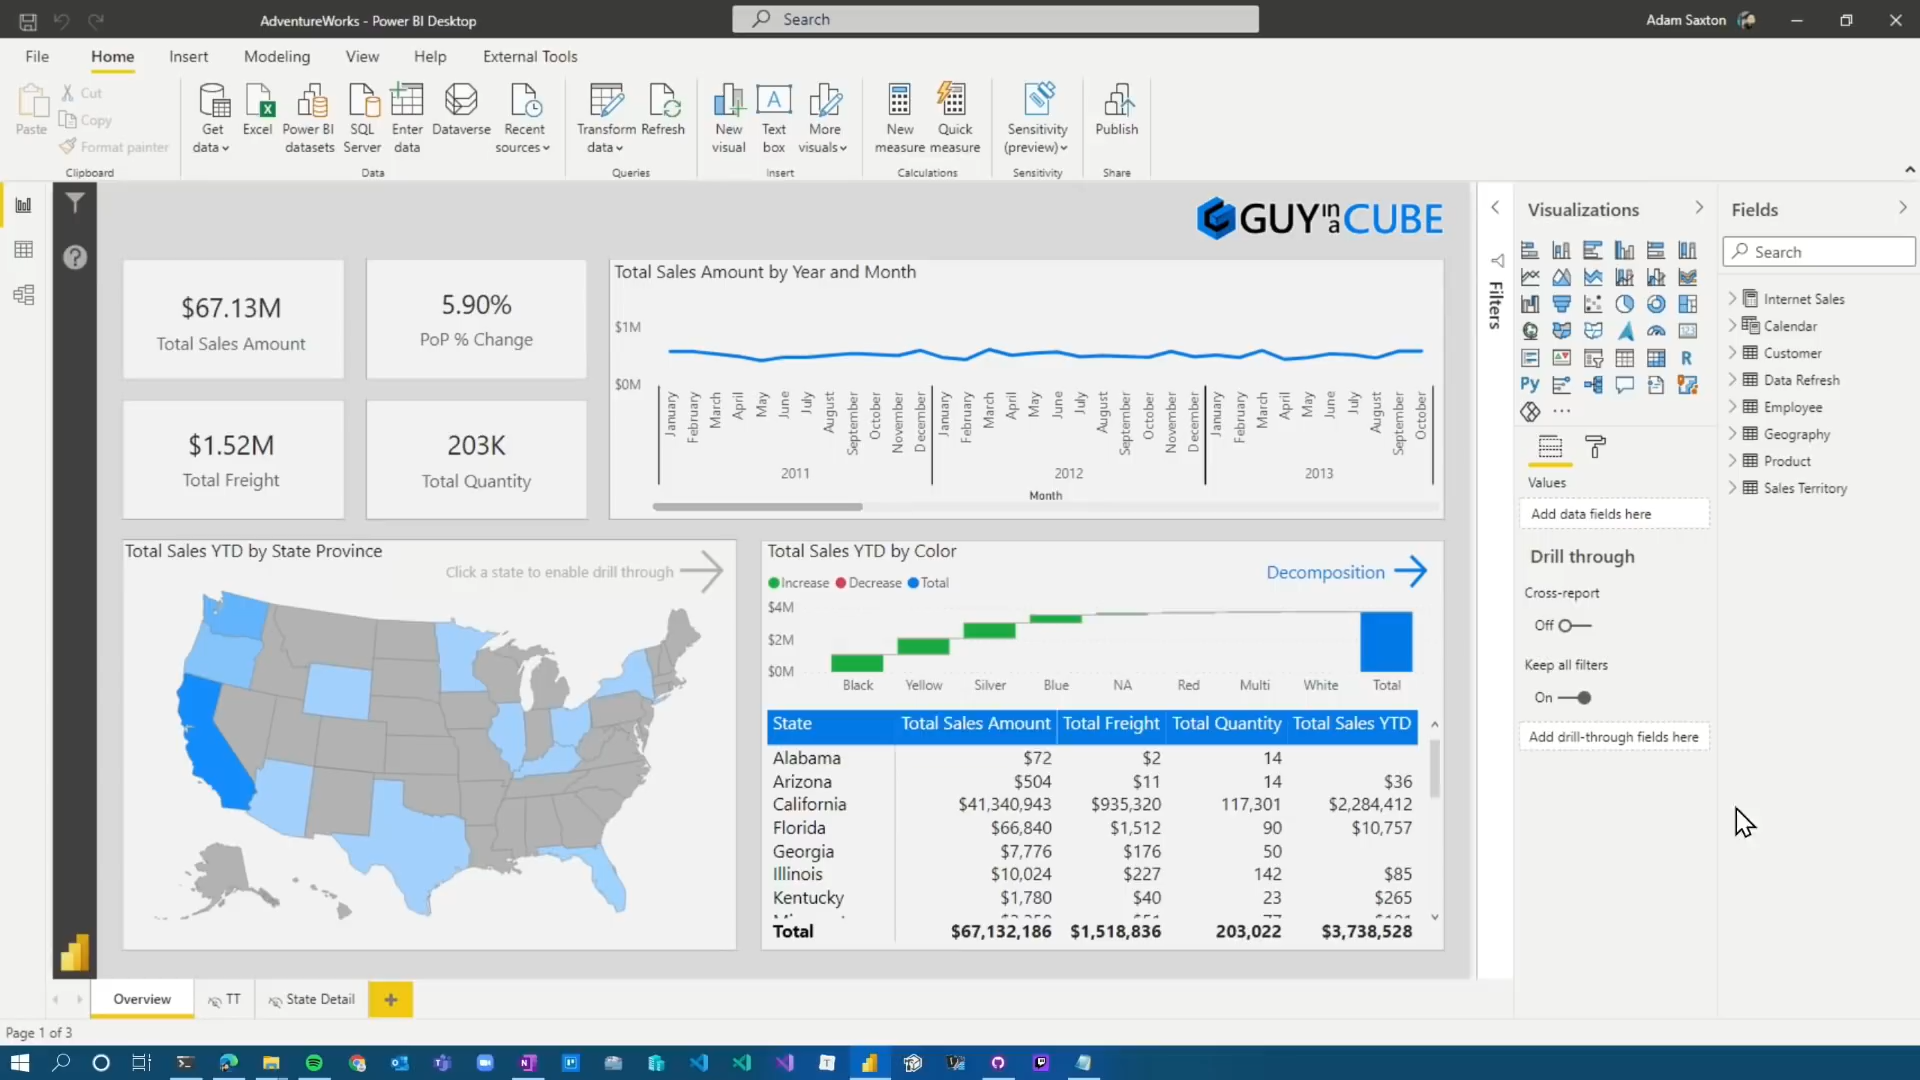 AdventureWorks - Power BI Desktop
Search
Adam Saxton
File
Home
Insert
Modeling
View
Help
External Tools
Paste
Cut
Copy
Format painter
Clipboard
Get data
Excel
Power BI datasets
SQL Server
Enter data
Dataverse
Recent sources
Data
Transform data
Refresh
Queries
New visual
Text box
More visuals
Insert
New measure
Quick measure
Calculations
Sensitivity (preview)
Sensitivity
Publish
Share
GUY in a CUBE
$67.13M
Total Sales Amount
5.90%
PoP % Change
$1.52M
Total Freight
203K
Total Quantity
Total Sales Amount by Year and Month
$1M
$0M
January February March April May June July August September October November December January February March April May June July August September October November December January February March April May June July August September October
2011 2012 2013
Month
Total Sales YTD by State Province
Click a state to enable drill through
Total Sales YTD by Color
Increase Decrease Total
Decomposition
$4M
$2M
$0M
Black Yellow Silver Blue NA Red Multi White Total
State Total Sales Amount Total Freight Total Quantity Total Sales YTD
Alabama $72 $2 14
Arizona $504 $11 14 $36
California $41,340,943 $935,320 117,301 $2,284,412
Florida $66,840 $1,512 90 $10,757
Georgia $7,776 $176 50
Illinois $10,024 $227 142 $85
Kentucky $1,780 $40 23 $265
Total $67,132,186 $1,518,836 203,022 $3,738,528
Filters
Visualizations
R
Py
Values
Add data fields here
Drill through
Cross-report
Off
Keep all filters
On
Add drill-through fields here
Fields
Search
Internet Sales
Calendar
Customer
Data Refresh
Employee
Geography
Product
Sales Territory
Overview
TT
State Detail
Page 1 of 3